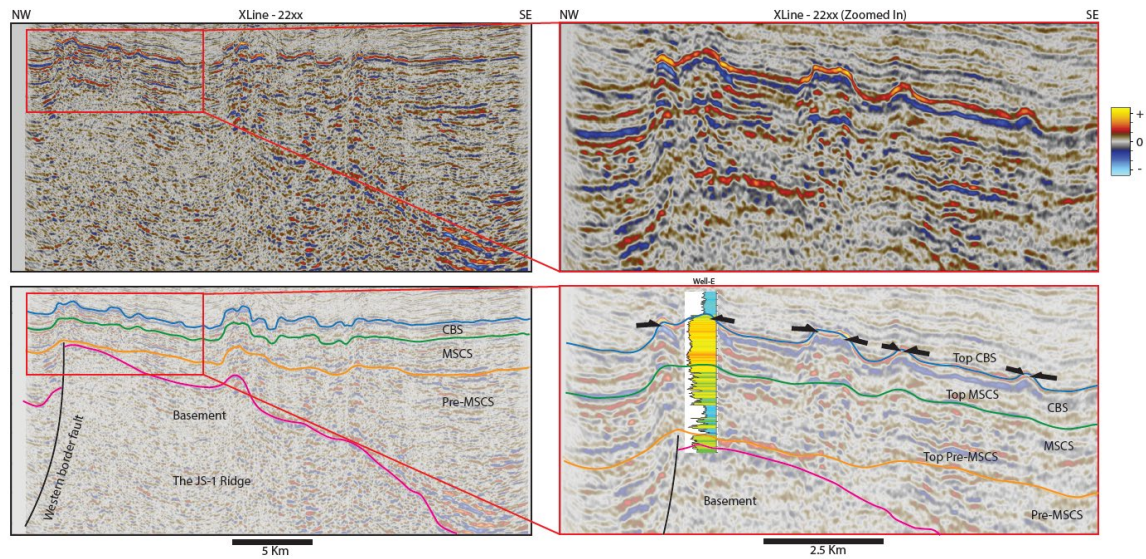 NW XLine - 22xx SE
NW XLine - 22xx (Zoomed In) SE
+
0
-
Well-E
CBS
MSCS
Pre-MSCS
Basement
The JS-1 Ridge
Western border fault
Top CBS
Top MSCS
CBS
MSCS
Top Pre-MSCS
Basement
Pre-MSCS
5 Km
2.5 Km